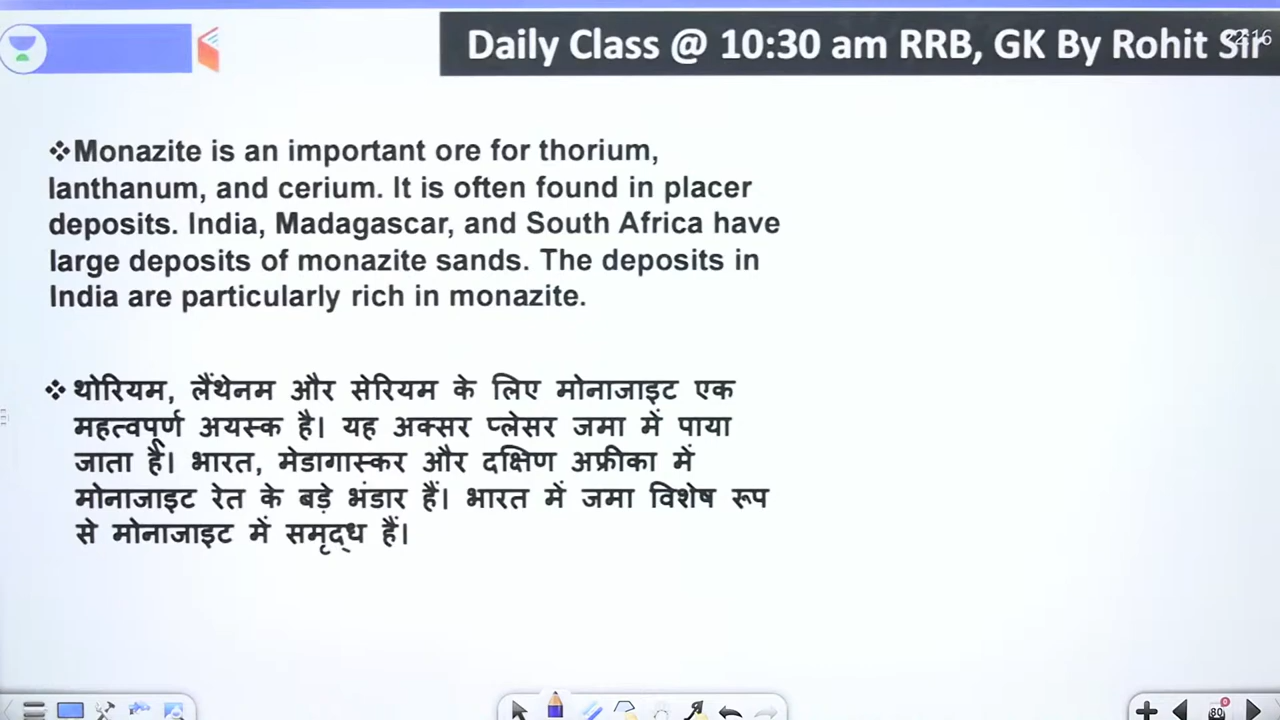 Daily Class @ 10:30 am RRB, GK By Rohit Sir
❖Monazite is an important ore for thorium,
lanthanum, and cerium. It is often found in placer
deposits. India, Madagascar, and South Africa have
large deposits of monazite sands. The deposits in
India are particularly rich in monazite.
❖ थोरियम, लैंथेनम और सेरियम के लिए मोनाजाइट एक
महत्वपूर्ण अयस्क है। यह अक्सर प्लेसर जमा में पाया
जाता है। भारत, मेडागास्कर और दक्षिण अफ्रीका में
मोनाजाइट रेत के बड़े भंडार हैं। भारत में जमा विशेष रूप
से मोनाजाइट में समृद्ध हैं।
80